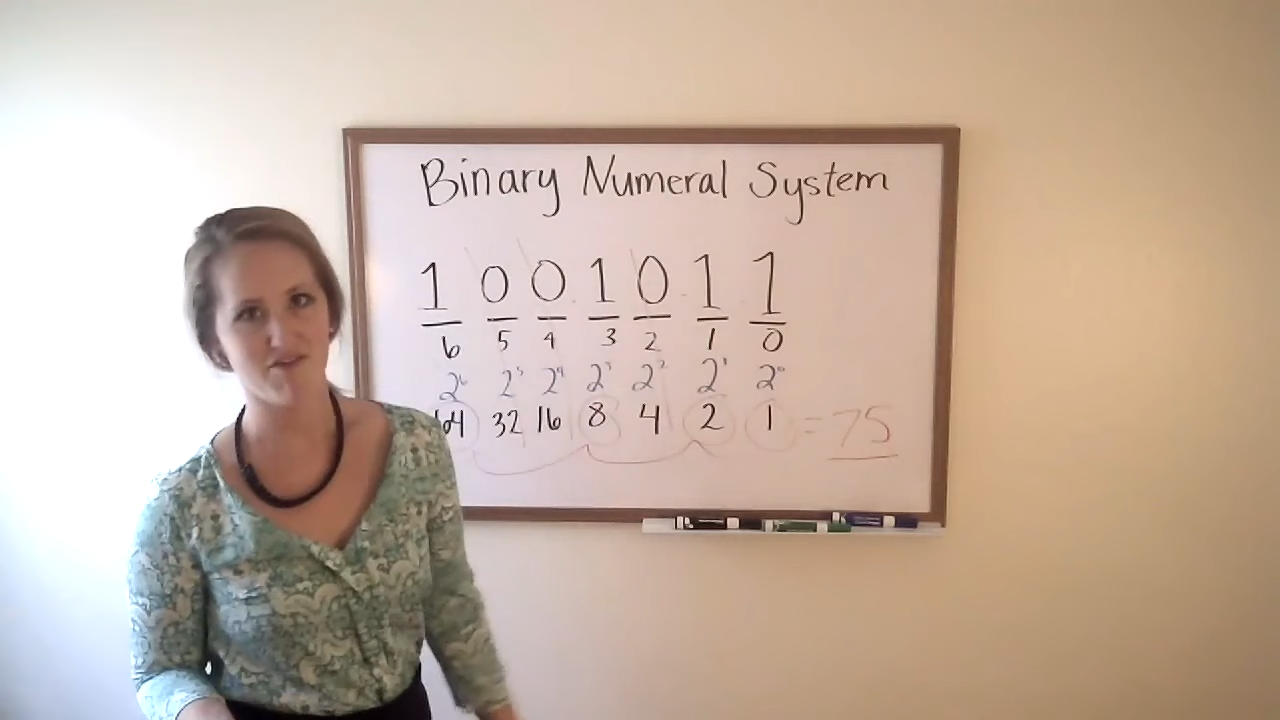 Binary Numeral System
1 0 0 1 0 1 1
6 5 4 3 2 1 0
2⁶ 2⁵ 2⁴ 2³ 2² 2¹ 2⁰
64 32 16 8 4 2 1 = 75